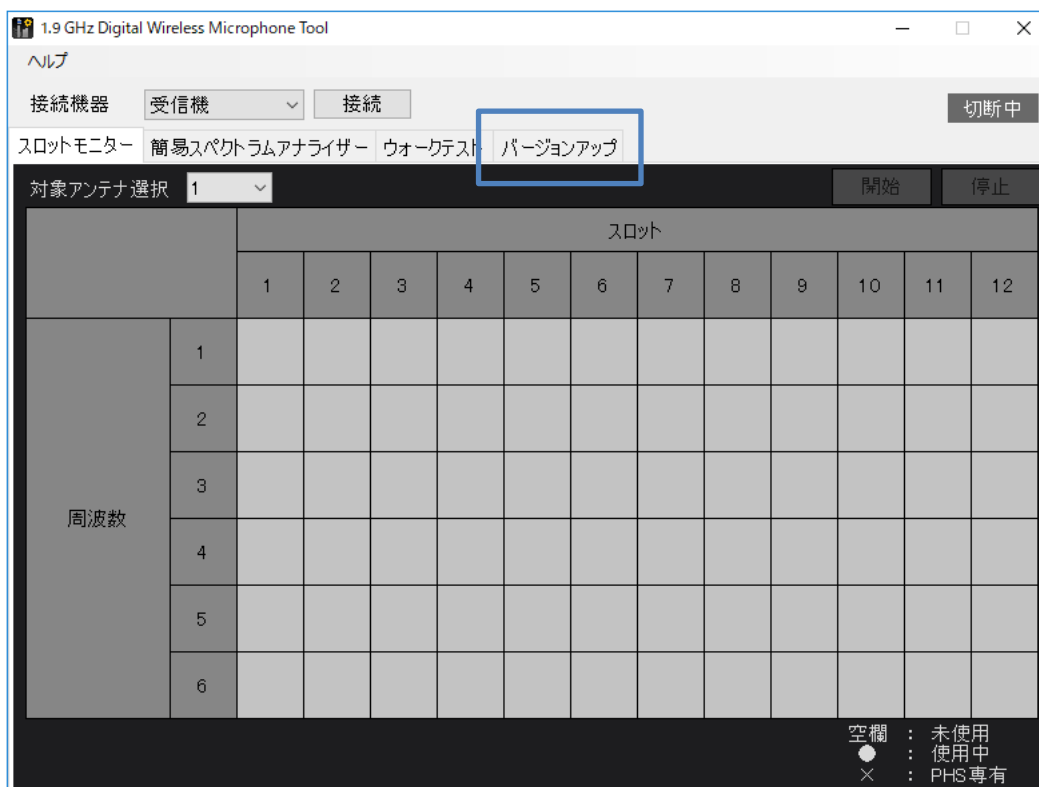 1.9 GHz Digital Wireless Microphone Tool
ヘルプ
接続機器 受信機 接続 切断中
スロットモニター 簡易スペクトラムアナライザー ウォークテスト バージョンアップ
対象アンテナ選択 1 開始 停止
スロット
1 2 3 4 5 6 7 8 9 10 11 12
周波数
1
2
3
4
5
6
空欄 : 未使用
● : 使用中
× : PHS専有